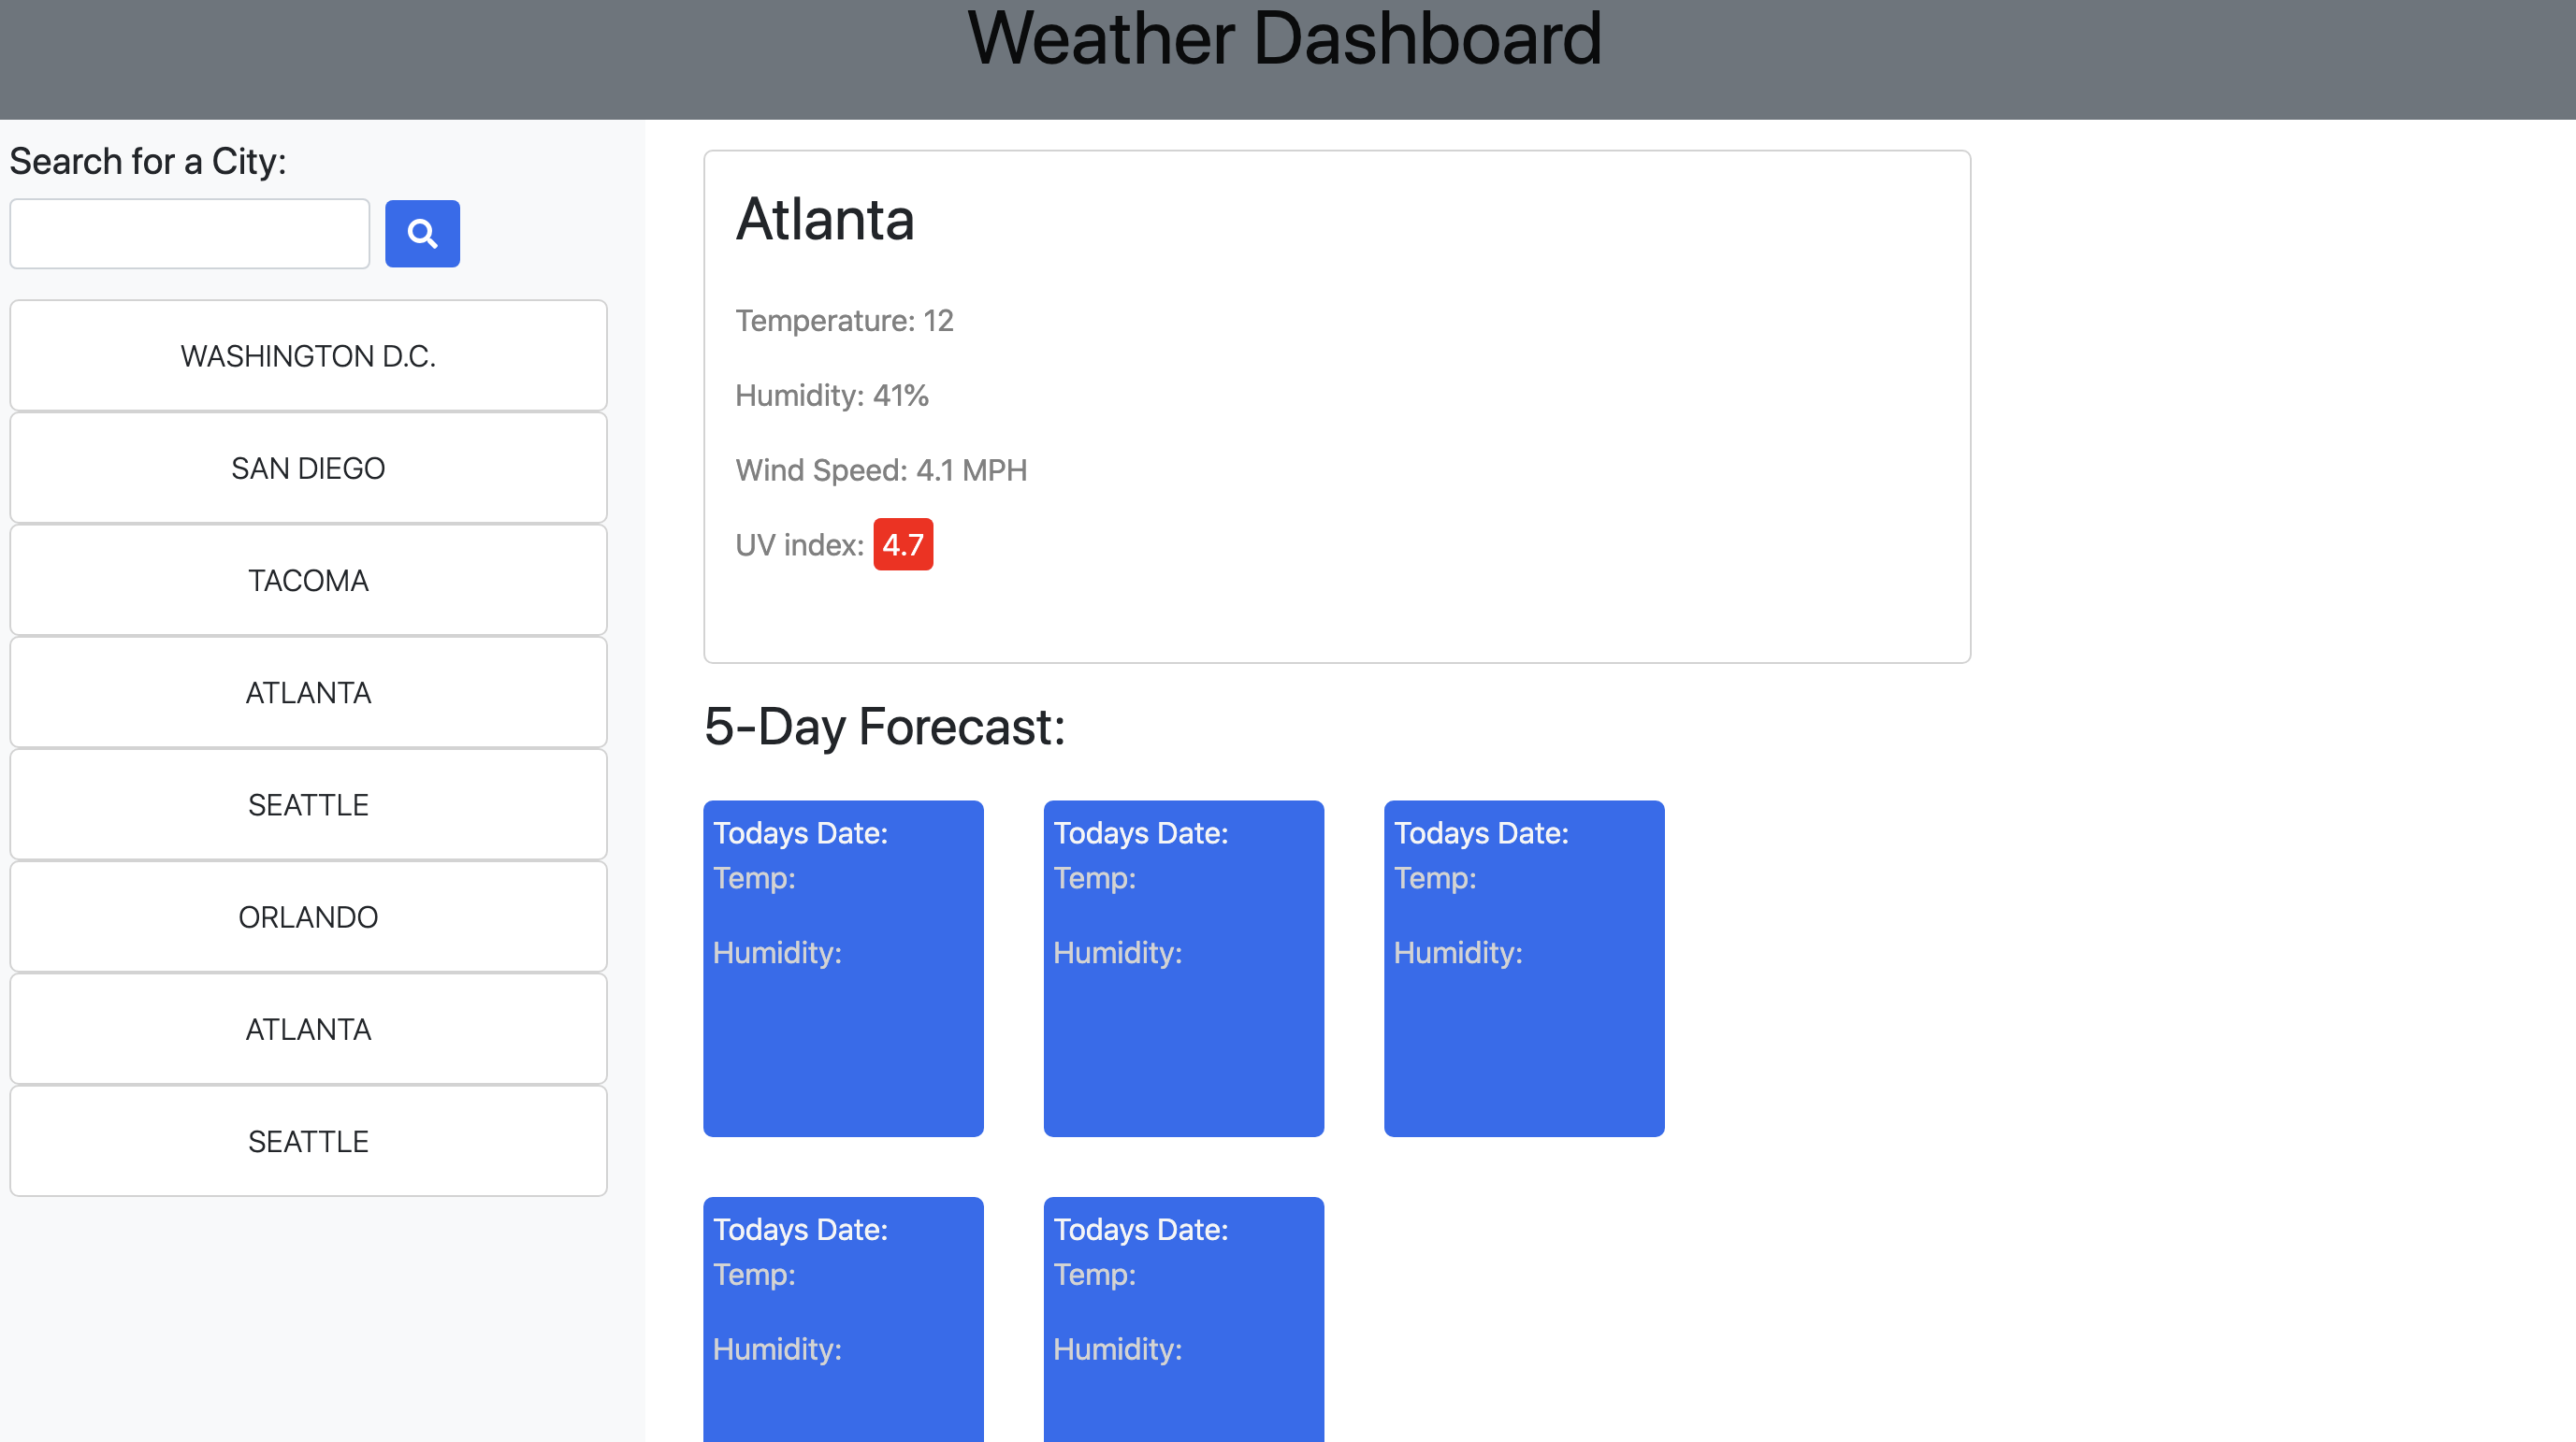 Weather Dashboard
Search for a City:
WASHINGTON D.C.
SAN DIEGO
TACOMA
ATLANTA
SEATTLE
ORLANDO
ATLANTA
SEATTLE
Atlanta
Temperature: 12
Humidity: 41%
Wind Speed: 4.1 MPH
UV index: 4.7
5-Day Forecast:
Todays Date:
Temp:
Humidity:
Todays Date:
Temp:
Humidity:
Todays Date:
Temp:
Humidity:
Todays Date:
Temp:
Humidity:
Todays Date:
Temp:
Humidity: